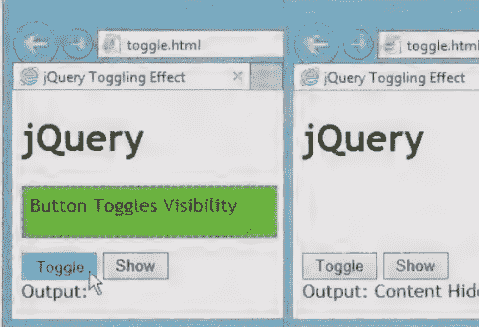 toggle.html
jQuery Toggling Effect
jQuery
Button Toggles Visibility
Toggle Show
Output:
toggle.html
jQuery Toggling Effect
jQuery
Toggle Show
Output: Content Hid